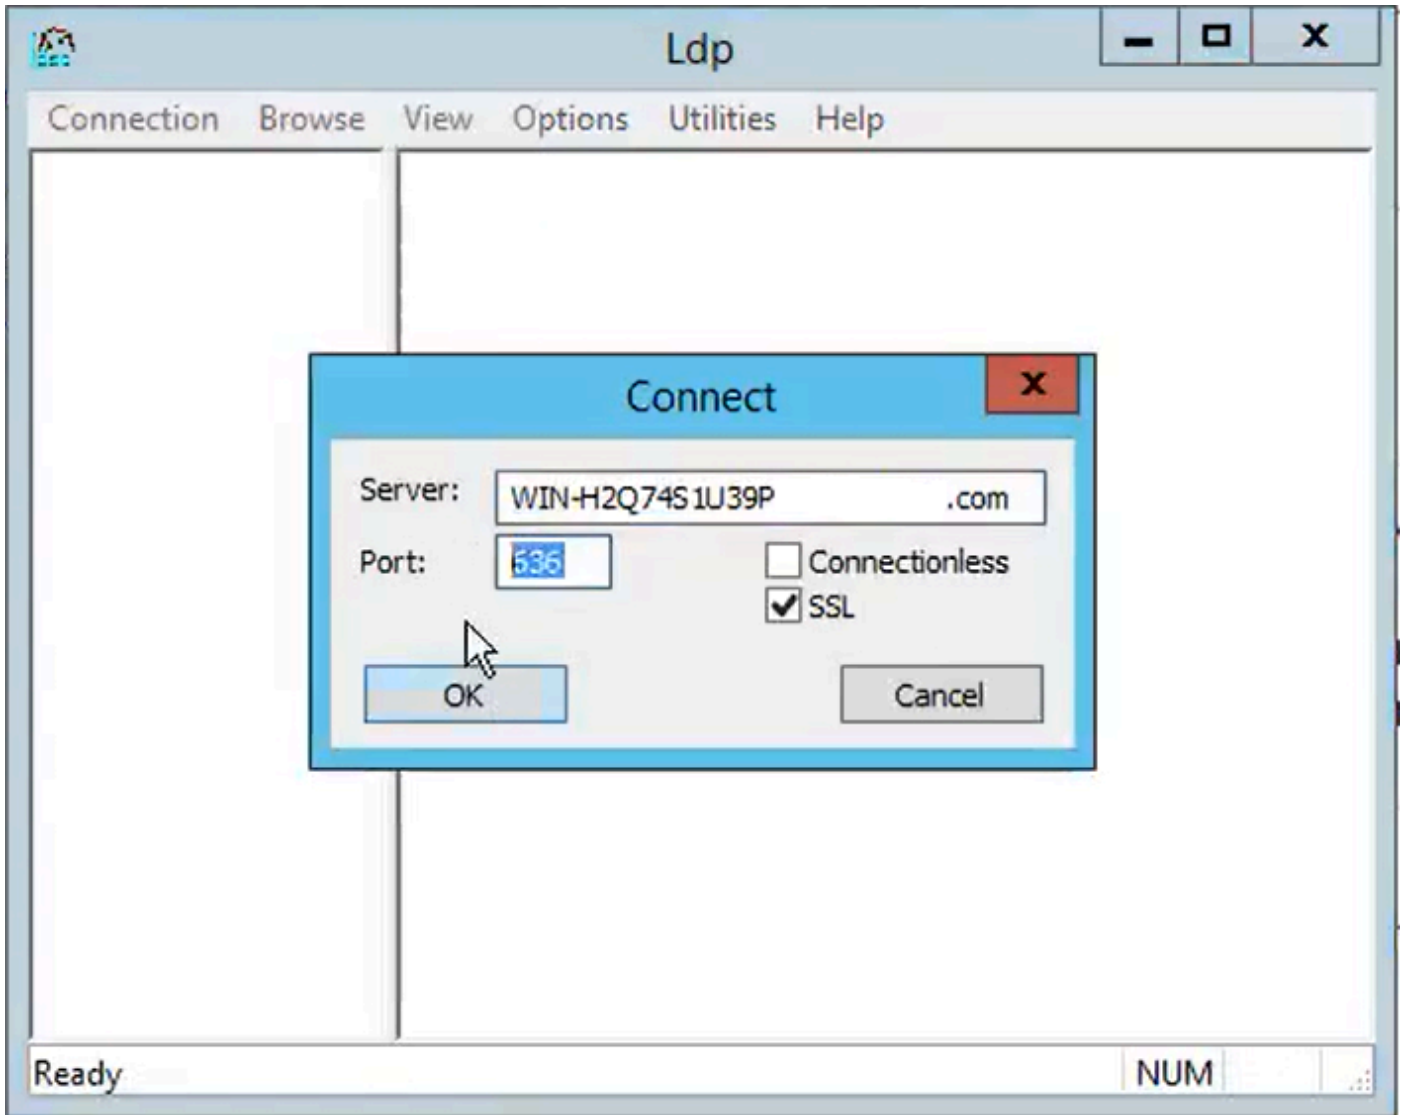 Ldp
Connection Browse View Options Utilities Help
Connect
Server: WIN-H2Q74S1U39P .com
Port: 636 Connectionless
SSL
OK Cancel
Ready NUM